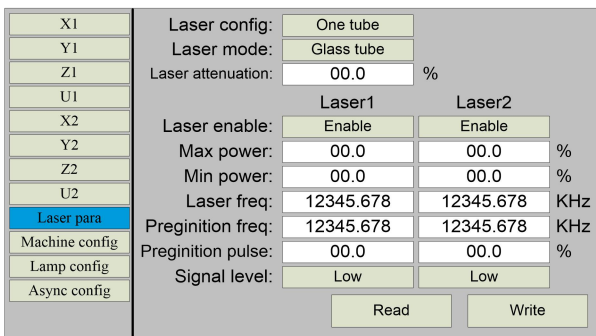 X1
Y1
Z1
U1
X2
Y2
Z2
U2
Laser para
Machine config
Lamp config
Async config
Laser config: One tube
Laser mode: Glass tube
Laser attenuation: 00.0 %
Laser1 Laser2
Laser enable: Enable Enable
Max power: 00.0 00.0 %
Min power: 00.0 00.0 %
Laser freq: 12345.678 12345.678 KHz
Preginition freq: 12345.678 12345.678 KHz
Preginition pulse: 00.0 00.0 %
Signal level: Low Low
Read Write